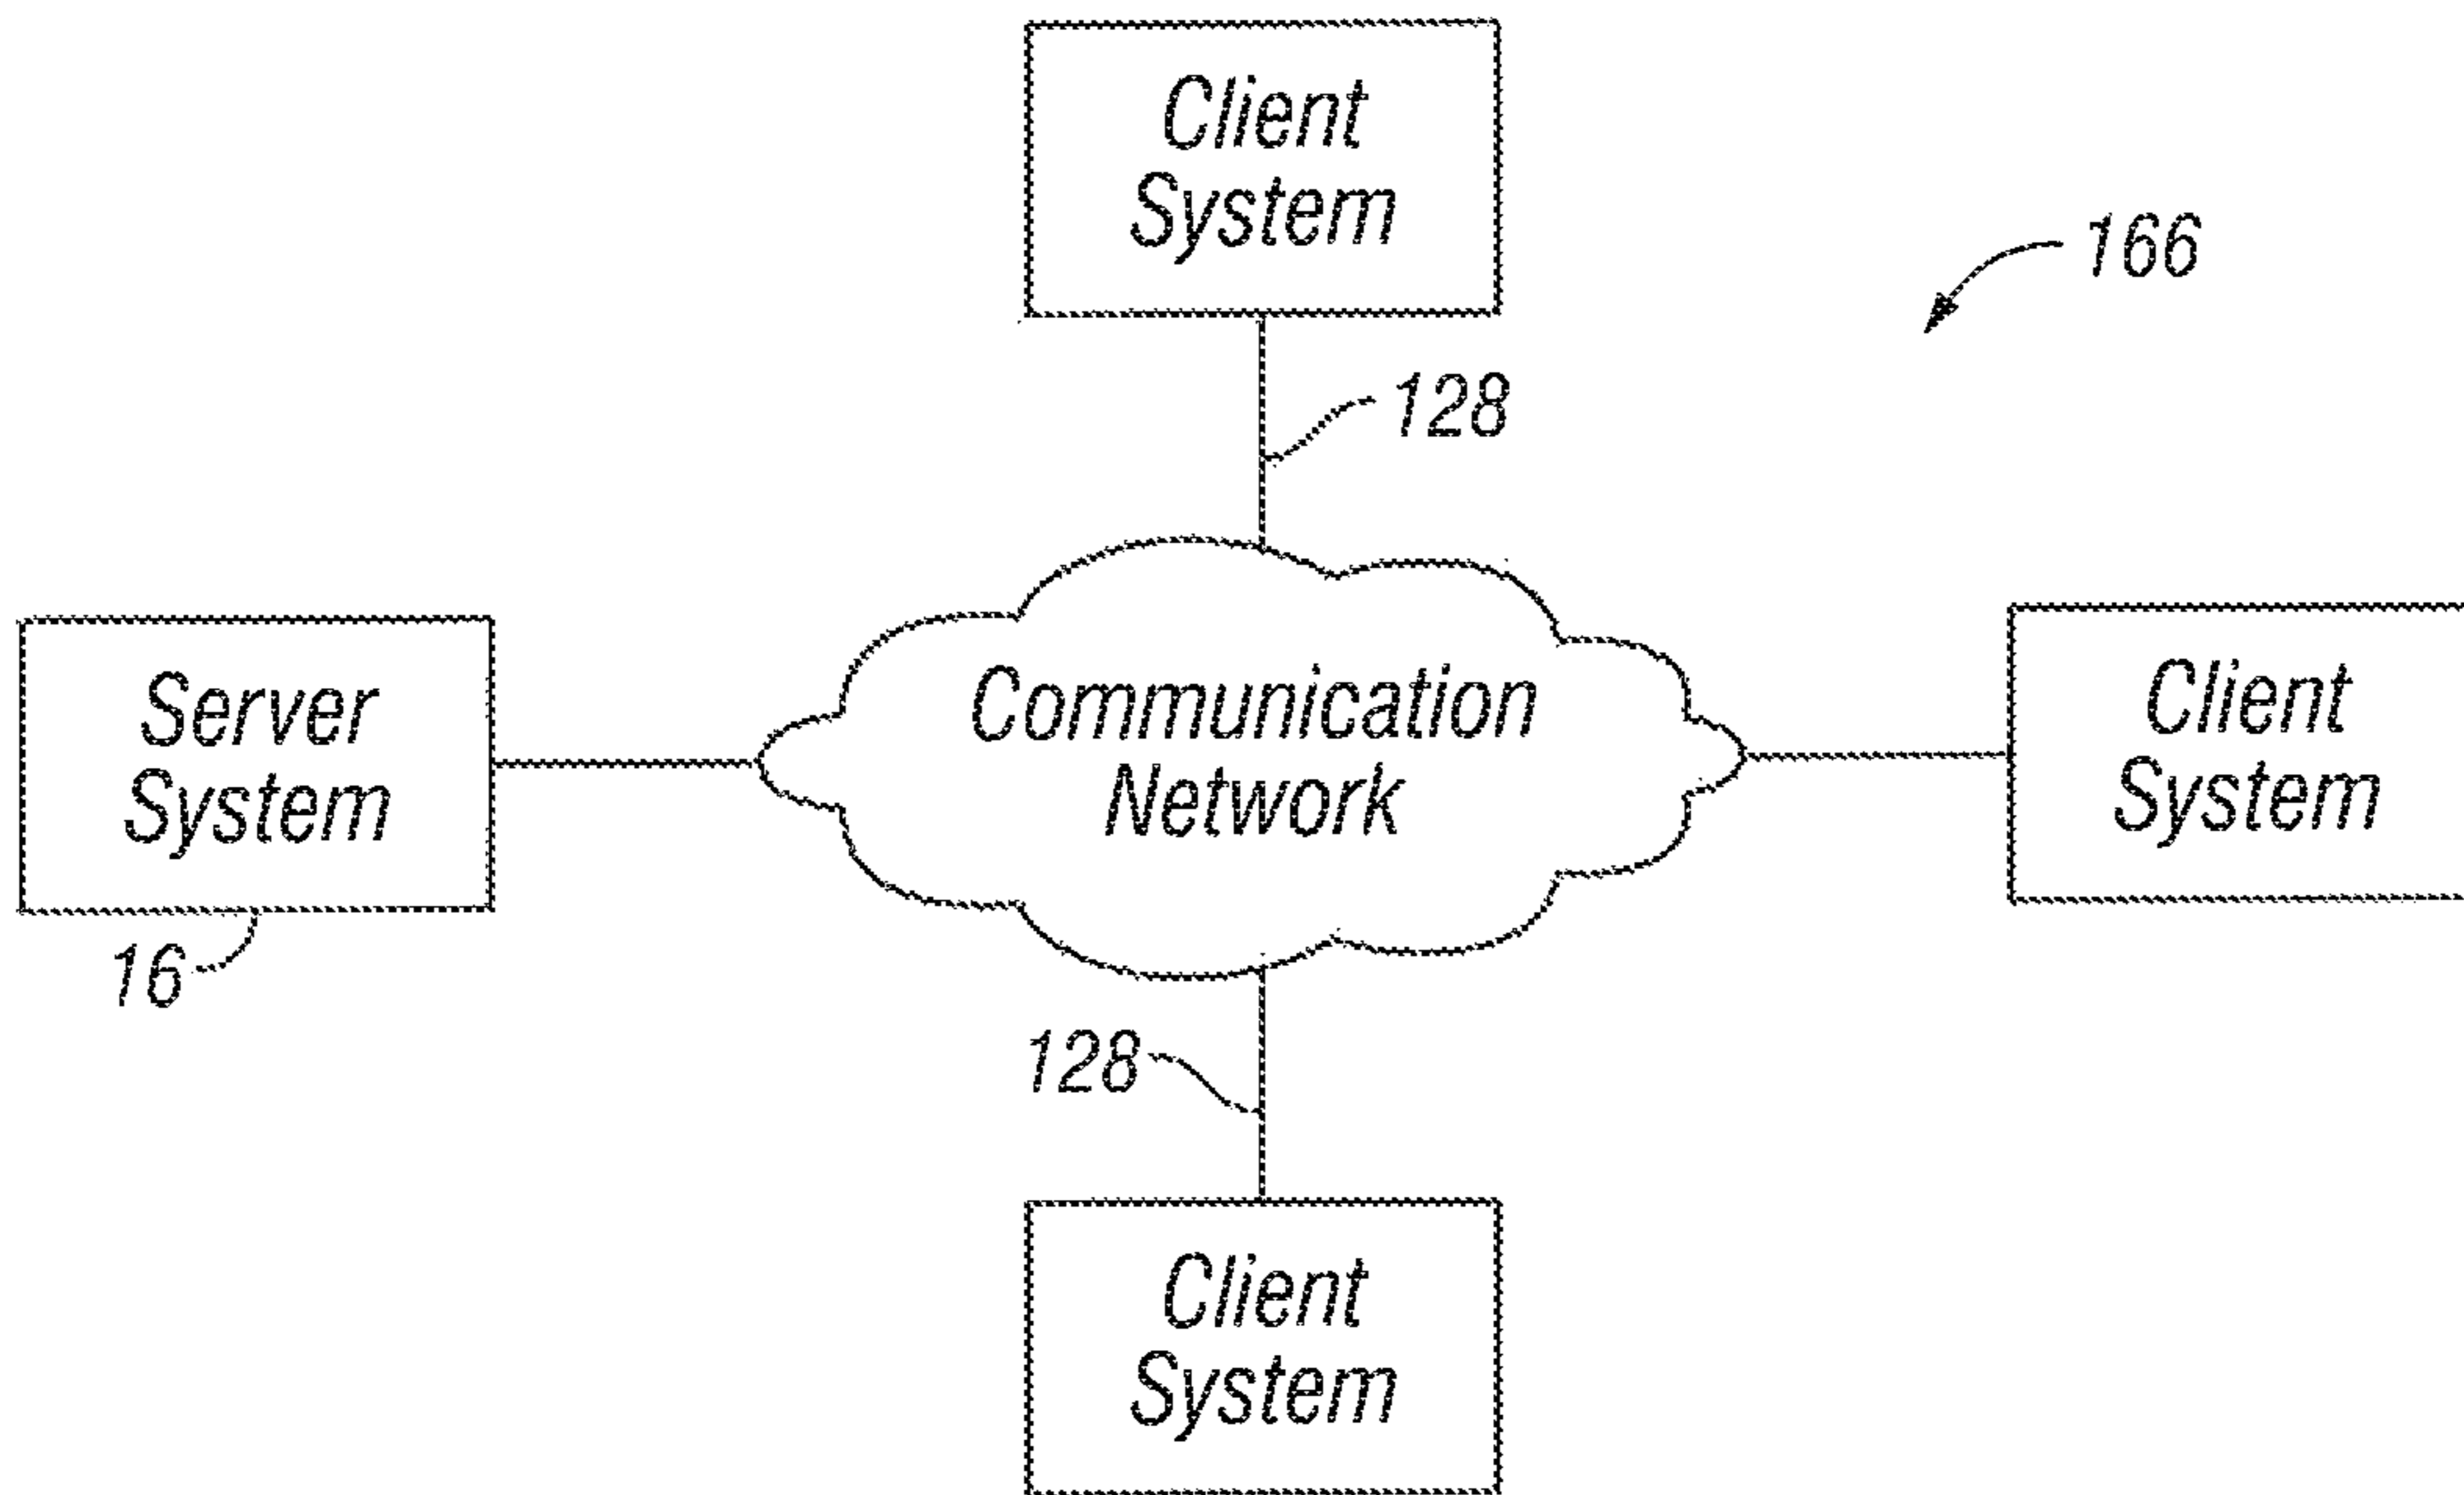 Client
System
166
128
Communication
Network
Server
System
16
Client
System
128
Client
System